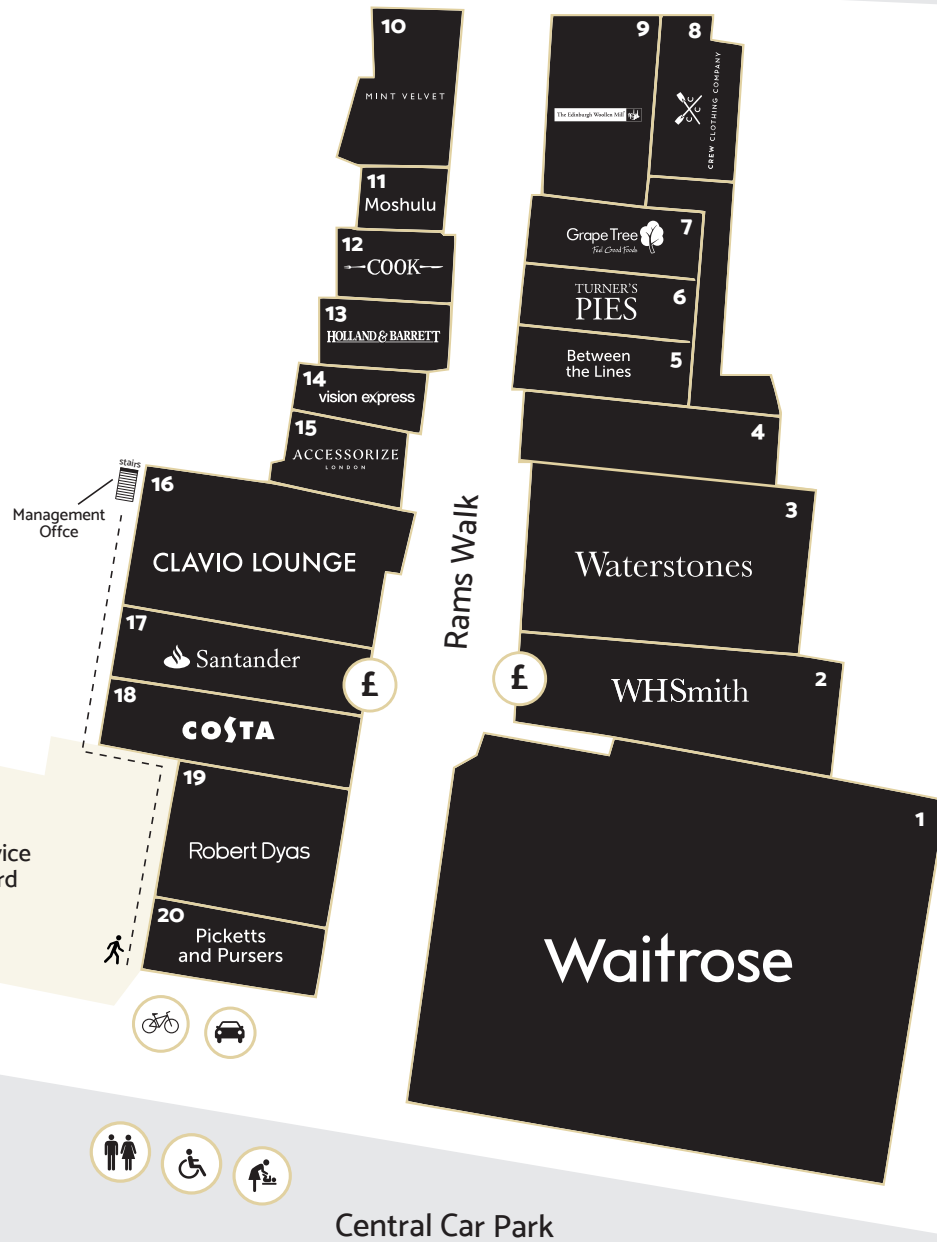 10
MINT VELVET
9
The Edinburgh Woollen Mill
8
C C C
CREW CLOTHING COMPANY
11
Moshulu
12
COOK
13
HOLLAND & BARRETT
14
vision express
15
ACCESSORIZE
LONDON
7
Grape Tree
Feel Good Foods
6
TURNER'S
PIES
5
Between
the Lines
4
stairs
Management
Offce
16
CLAVIO LOUNGE
Rams Walk
3
Waterstones
17
Santander
£
£
2
WHSmith
18
COSTA
19
Robert Dyas
20
Picketts
and Pursers
1
Waitrose
vice
rd
Central Car Park